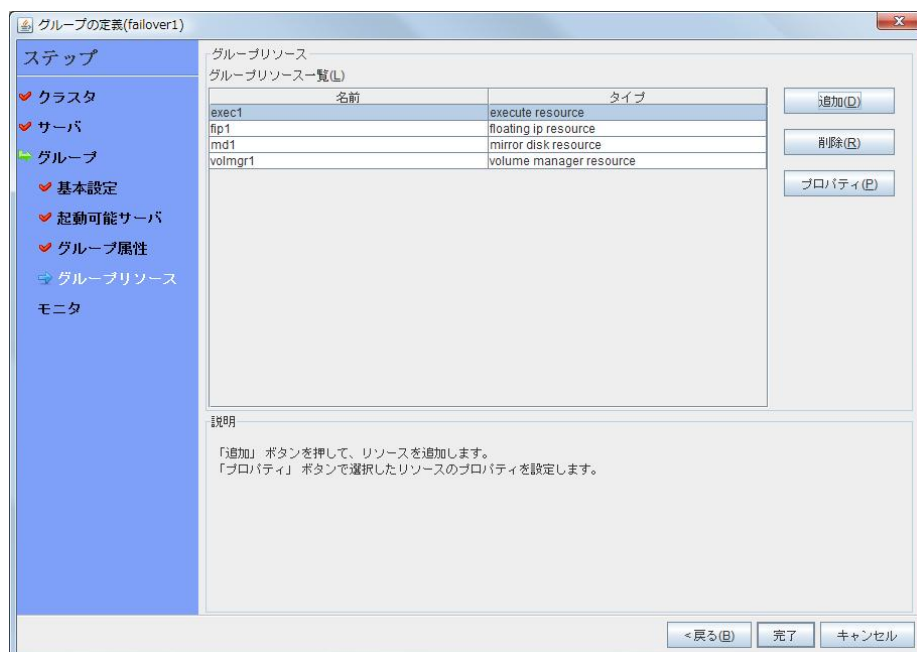 グループの定義(failover1)
ステップ
クラスタ
サーバ
グループ
基本設定
起動可能サーバ
グループ属性
グループリソース
モニタ
グループリソース
グループリソース一覧(L)
名前 タイプ
exec1 execute resource
fip1 floating ip resource
md1 mirror disk resource
volmgr1 volume manager resource
追加(D)
削除(R)
プロパティ(P)
説明
「追加」ボタンを押して、リソースを追加します。
「プロパティ」ボタンで選択したリソースのプロパティを設定します。
<戻る(B) 完了 キャンセル